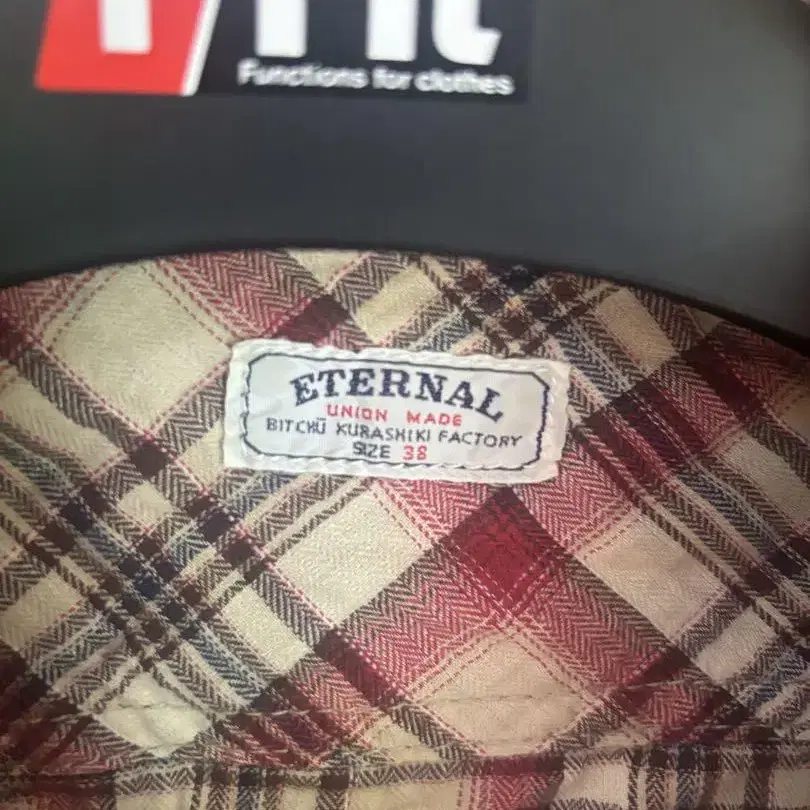 Functions for clothes
ETERNAL
UNION MADE
BITCHŪ KURASHIKI FACTORY
SIZE 38